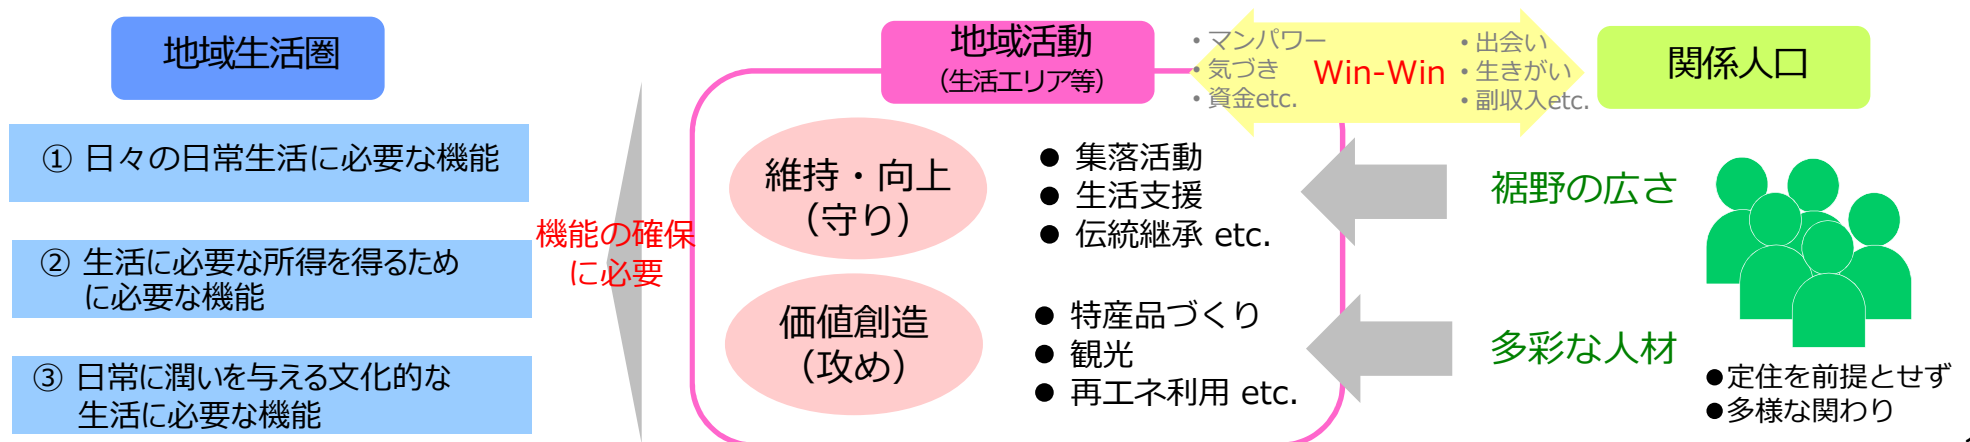 地域生活圏
① 日々の日常生活に必要な機能
② 生活に必要な所得を得るため
に必要な機能
③ 日常に潤いを与える文化的な
生活に必要な機能
機能の確保
に必要
地域活動
（生活エリア等）
維持・向上
（守り）
● 集落活動
● 生活支援
● 伝統継承 etc.
価値創造
（攻め）
● 特産品づくり
● 観光
● 再エネ利用 etc.
・マンパワー
・気づき
・資金etc.
Win-Win
・出会い
・生きがい
・副収入etc.
関係人口
裾野の広さ
多彩な人材
●定住を前提とせず
●多様な関わり